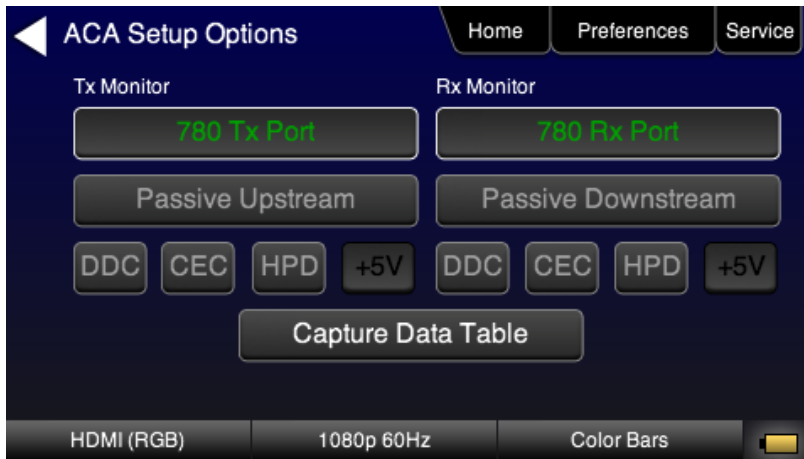 ACA Setup Options
Home
Preferences
Service
Tx Monitor
Rx Monitor
780 Tx Port
780 Rx Port
Passive Upstream
Passive Downstream
DDC
CEC
HPD
+5V
DDC
CEC
HPD
+5V
Capture Data Table
HDMI (RGB)
1080p 60Hz
Color Bars